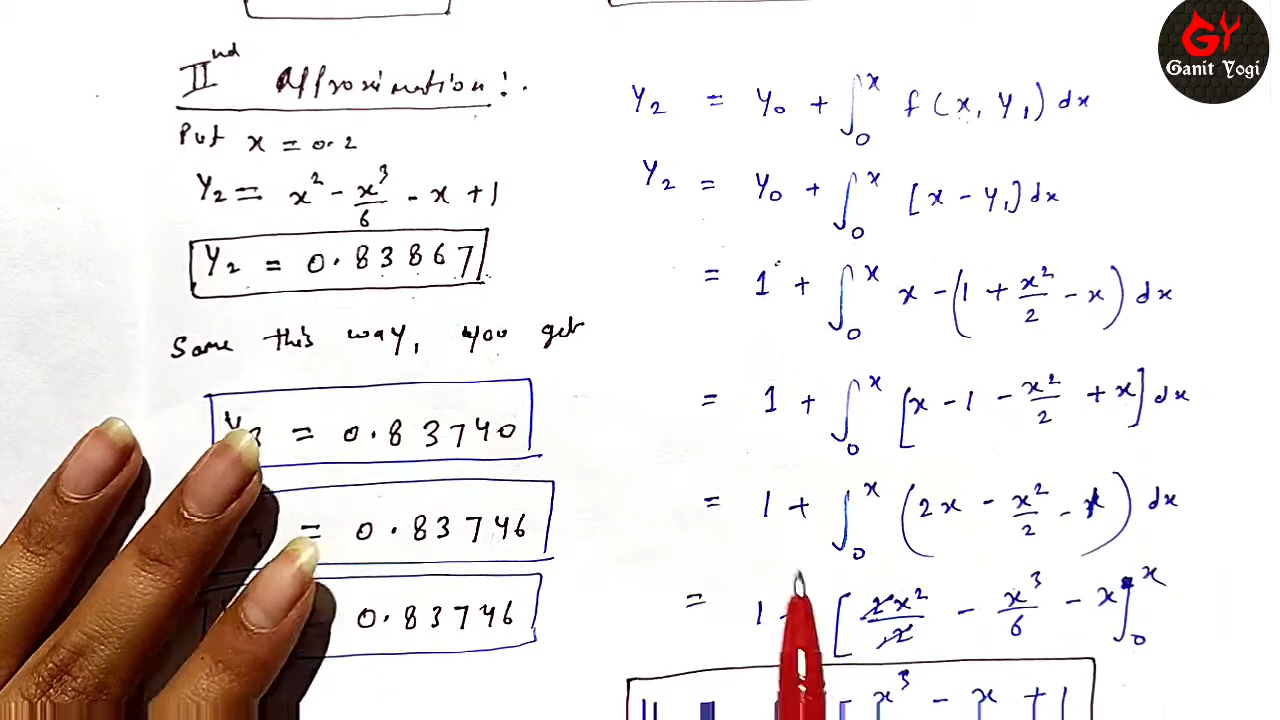 IInd Approximation :.
Put x = 0.2
Y2 = x² - x³/6 - x + 1
Y2 = 0.83867
Same this way, you get
= 0.83740
= 0.83746
0.83746
Y2 = Y0 + ∫₀ˣ f(x, Y1) dx
Y2 = Y0 + ∫₀ˣ [x - Y1] dx
= 1 + ∫₀ˣ x - (1 + x²/2 - x) dx
= 1 + ∫₀ˣ [x - 1 - x²/2 + x] dx
= 1 + ∫₀ˣ (2x - x²/2 - 1) dx
= 1 + [2x²/2 - x³/6 - x]₀ˣ
x³ - x + 1
GY
Ganit Yogi